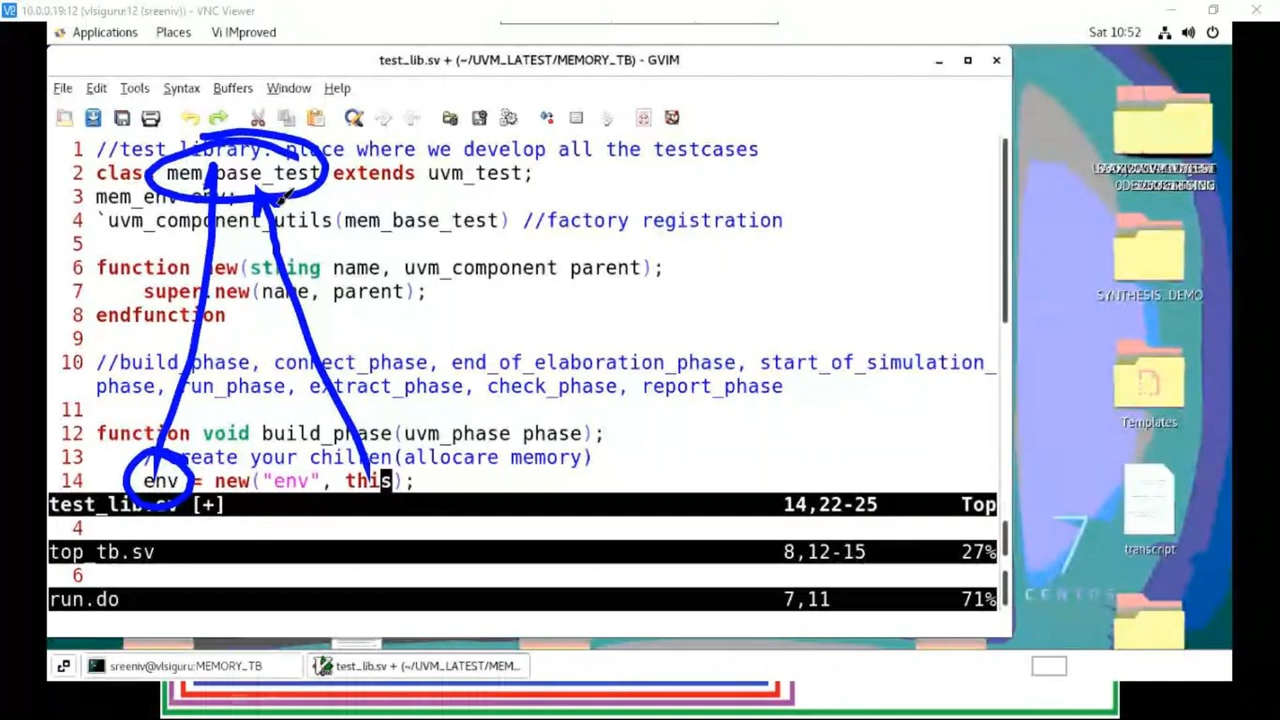 10.0.0.19:12 (vlsiguru:12 (sreeniv)) - VNC Viewer
Applications Places Vi IMproved Sat 10:52
test_lib.sv + (~/UVM_LATEST/MEMORY_TB) - GVIM
File Edit Tools Syntax Buffers Window Help
1 //test library: place where we develop all the testcases
2 class mem_base_test extends uvm_test;
3 mem_env env;
4 `uvm_component_utils(mem_base_test) //factory registration
5
6 function new(string name, uvm_component parent);
7 super.new(name, parent);
8 endfunction
9
10 //build_phase, connect_phase, end_of_elaboration_phase, start_of_simulation_
phase, run_phase, extract_phase, check_phase, report_phase
11
12 function void build_phase(uvm_phase phase);
13 //create your chilren(allocare memory)
14 env = new("env", this);
test_lib.sv [+] 14,22-25 Top
4
top_tb.sv 8,12-15 27%
6
run.do 7,11 71%
SYNTHESIS_DEMO
Templates
transcript
7
CENTOS
sreeniv@vlsiguru:MEMORY_TB
test_lib.sv + (~/UVM_LATEST/MEM...